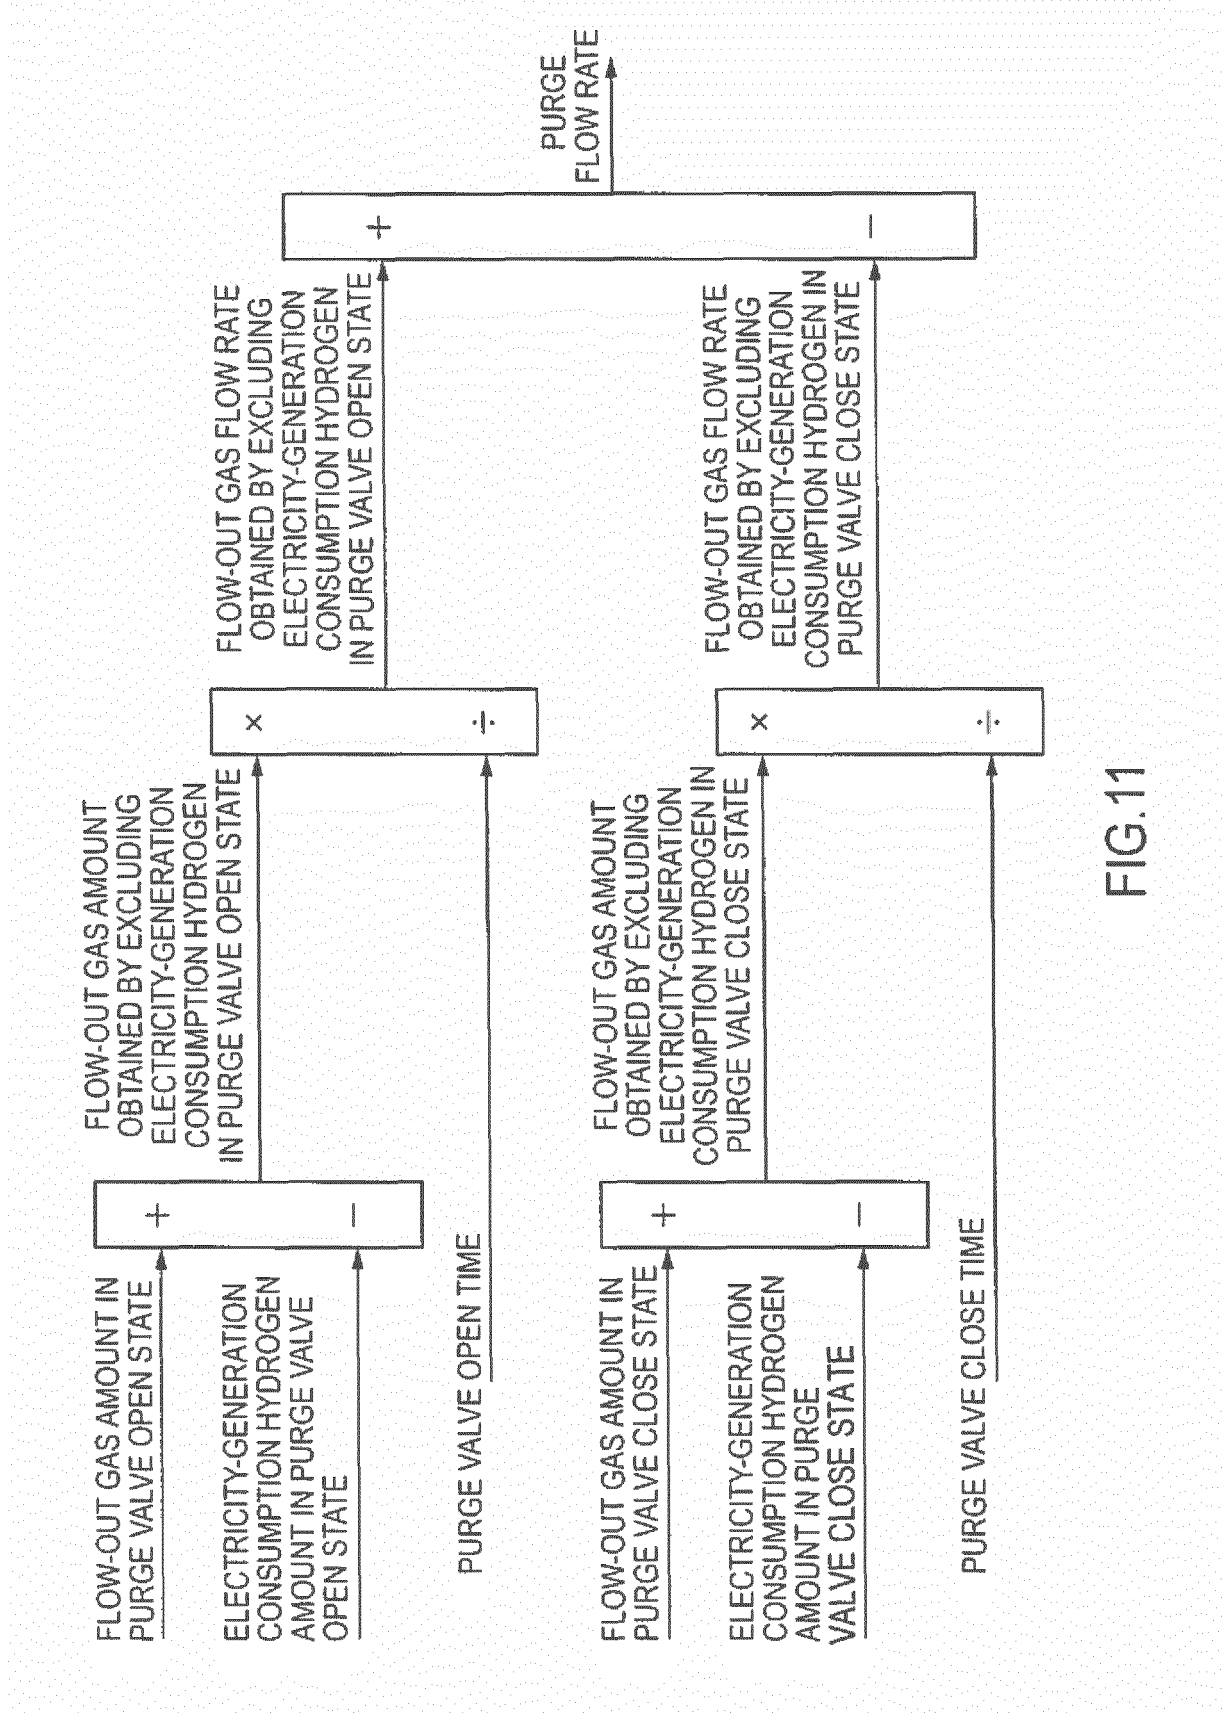 FLOW-OUT GAS AMOUNT IN
PURGE VALVE OPEN STATE
ELECTRICITY-GENERATION
CONSUMPTION HYDROGEN
AMOUNT IN PURGE VALVE
OPEN STATE
+
−
FLOW-OUT GAS AMOUNT
OBTAINED BY EXCLUDING
ELECTRICITY-GENERATION
CONSUMPTION HYDROGEN
IN PURGE VALVE OPEN STATE
PURGE VALVE OPEN TIME
×
÷
FLOW-OUT GAS FLOW RATE
OBTAINED BY EXCLUDING
ELECTRICITY-GENERATION
CONSUMPTION HYDROGEN
IN PURGE VALVE OPEN STATE
FLOW-OUT GAS AMOUNT IN
PURGE VALVE CLOSE STATE
ELECTRICITY-GENERATION
CONSUMPTION HYDROGEN
AMOUNT IN PURGE
VALVE CLOSE STATE
+
−
FLOW-OUT GAS AMOUNT
OBTAINED BY EXCLUDING
ELECTRICITY-GENERATION
CONSUMPTION HYDROGEN IN
PURGE VALVE CLOSE STATE
PURGE VALVE CLOSE TIME
×
÷
FLOW-OUT GAS FLOW RATE
OBTAINED BY EXCLUDING
ELECTRICITY-GENERATION
CONSUMPTION HYDROGEN IN
PURGE VALVE CLOSE STATE
+
−
PURGE
FLOW RATE
FIG.11